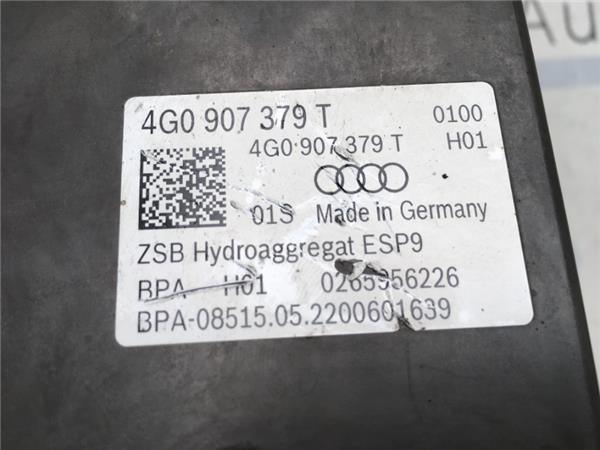 4G0 907 379 T 0100
4G0 907 379 T H01
01S Made in Germany
ZSB Hydroaggregat ESP9
BPA H01 0265956226
BPA-08515.05.2200601639